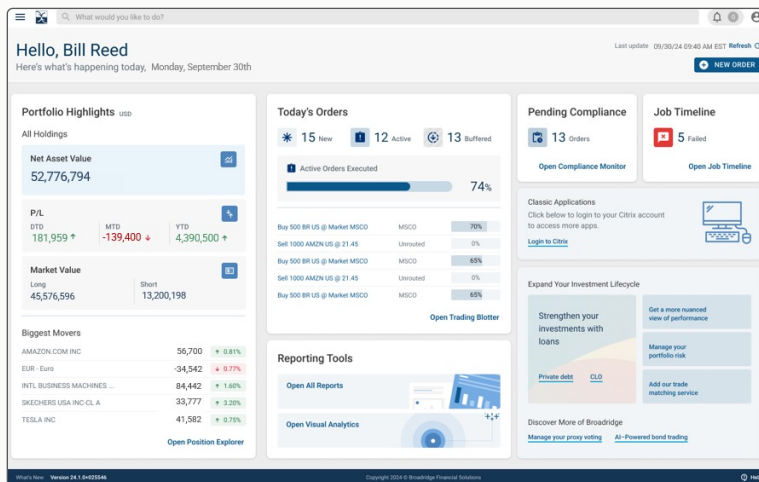 What would you like to do?
0
Hello, Bill Reed
Here's what's happening today, Monday, September 30th
Last update 09/30/24 09:40 AM EST Refresh
NEW ORDER
Portfolio Highlights USD
All Holdings
Net Asset Value
52,776,794
P/L
DTD MTD YTD
181,959 -139,400 4,390,500
Market Value
Long Short
45,576,596 13,200,198
Biggest Movers
AMAZON.COM INC 56,700 0.81%
EUR - Euro -34,542 0.77%
INTL BUSINESS MACHINES ... 84,442 1.60%
SKECHERS USA INC-CL A 33,777 3.20%
TESLA INC 41,582 0.75%
Open Position Explorer
Today's Orders
15 New 12 Active 13 Buffered
Active Orders Executed
74%
Buy 500 BR US @ Market MSCO MSCO 70%
Sell 1000 AMZN US @ 21.45 Unrouted 0%
Buy 500 BR US @ Market MSCO MSCO 65%
Sell 1000 AMZN US @ 21.45 Unrouted 0%
Buy 500 BR US @ Market MSCO MSCO 65%
Open Trading Blotter
Reporting Tools
Open All Reports
Open Visual Analytics
Pending Compliance
13 Orders
Open Compliance Monitor
Job Timeline
5 Failed
Open Job Timeline
Classic Applications
Click below to login to your Citrix account
to access more apps.
Login to Citrix
Expand Your Investment Lifecycle
Strengthen your
investments with
loans
Private debt CLO
Get a more nuanced
view of performance
Manage your
portfolio risk
Add our trade
matching service
Discover More of Broadridge
Manage your proxy voting AI-Powered bond trading
What's New Version 24.1.0+025546
Copyright 2024 © Broadridge Financial Solutions
Hel